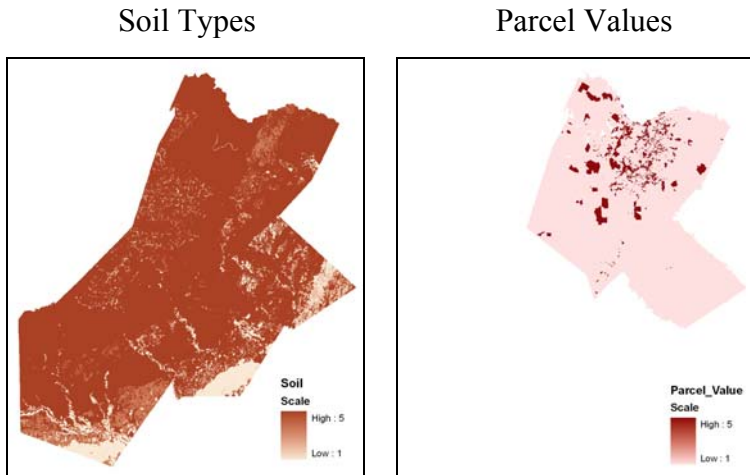 Soil Types
Parcel Values
Soil
Scale
High : 5
Low : 1
Parcel_Value
Scale
High : 5
Low : 1